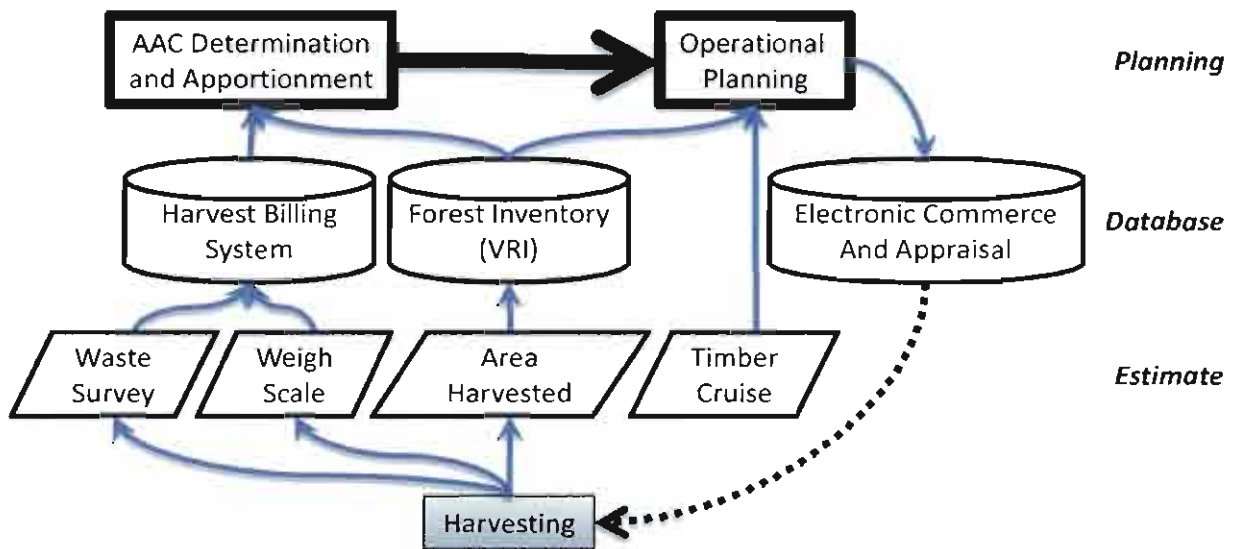 AAC Determination
and Apportionment
Operational
Planning
Planning
Harvest Billing
System
Forest Inventory
(VRI)
Electronic Commerce
And Appraisal
Database
Waste
Survey
Weigh
Scale
Area
Harvested
Timber
Cruise
Estimate
Harvesting